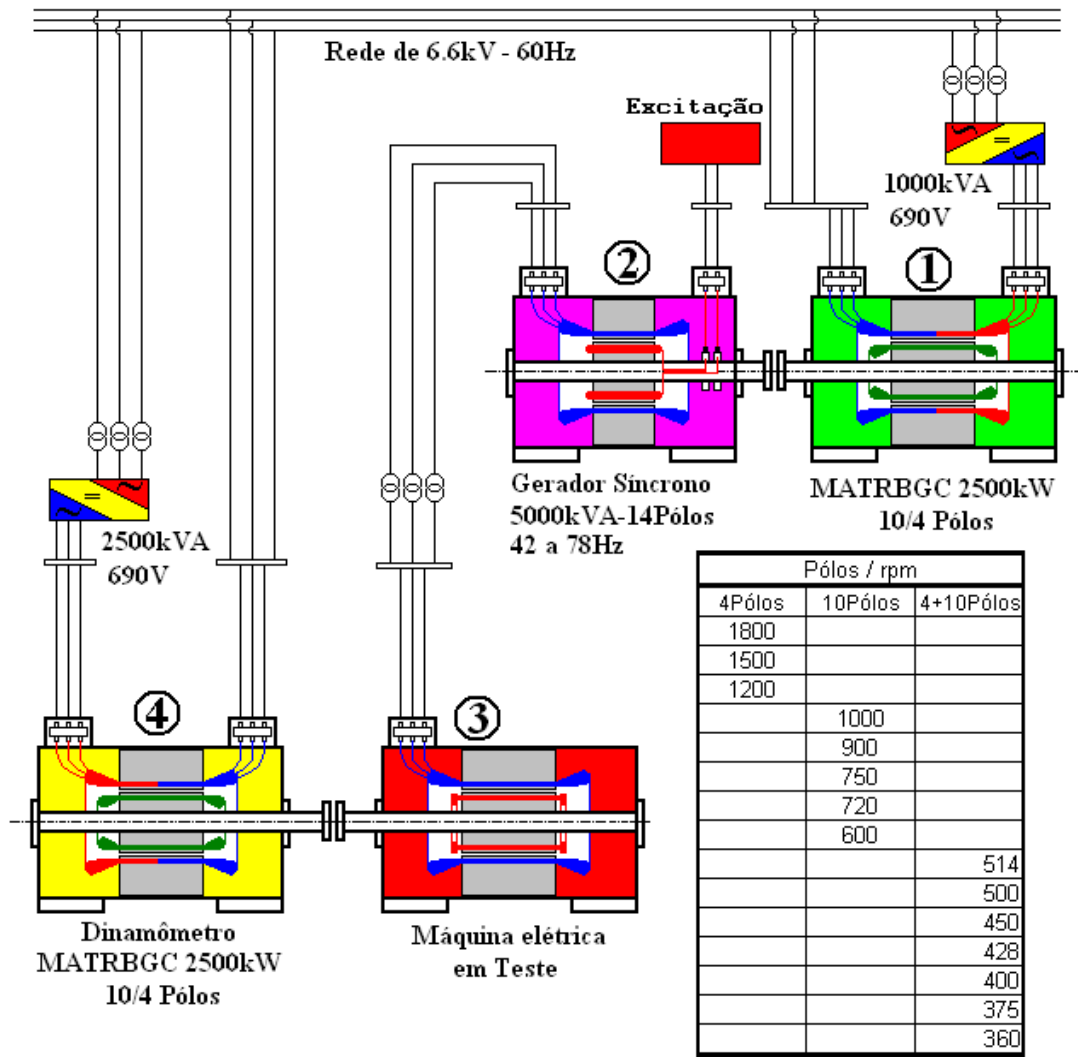 Rede de 6.6kV - 60Hz
Excitação
1000kVA
690V
2
1
Gerador Síncrono
5000kVA-14Pólos
42 a 78Hz
MATRBGC 2500kW
10/4 Pólos
2500kVA
690V
4
3
Dinamômetro
MATRBGC 2500kW
10/4 Pólos
Máquina elétrica
em Teste
Pólos / rpm
4Pólos 10Pólos 4+10Pólos
1800
1500
1200
1000
900
750
720
600
514
500
450
428
400
375
360